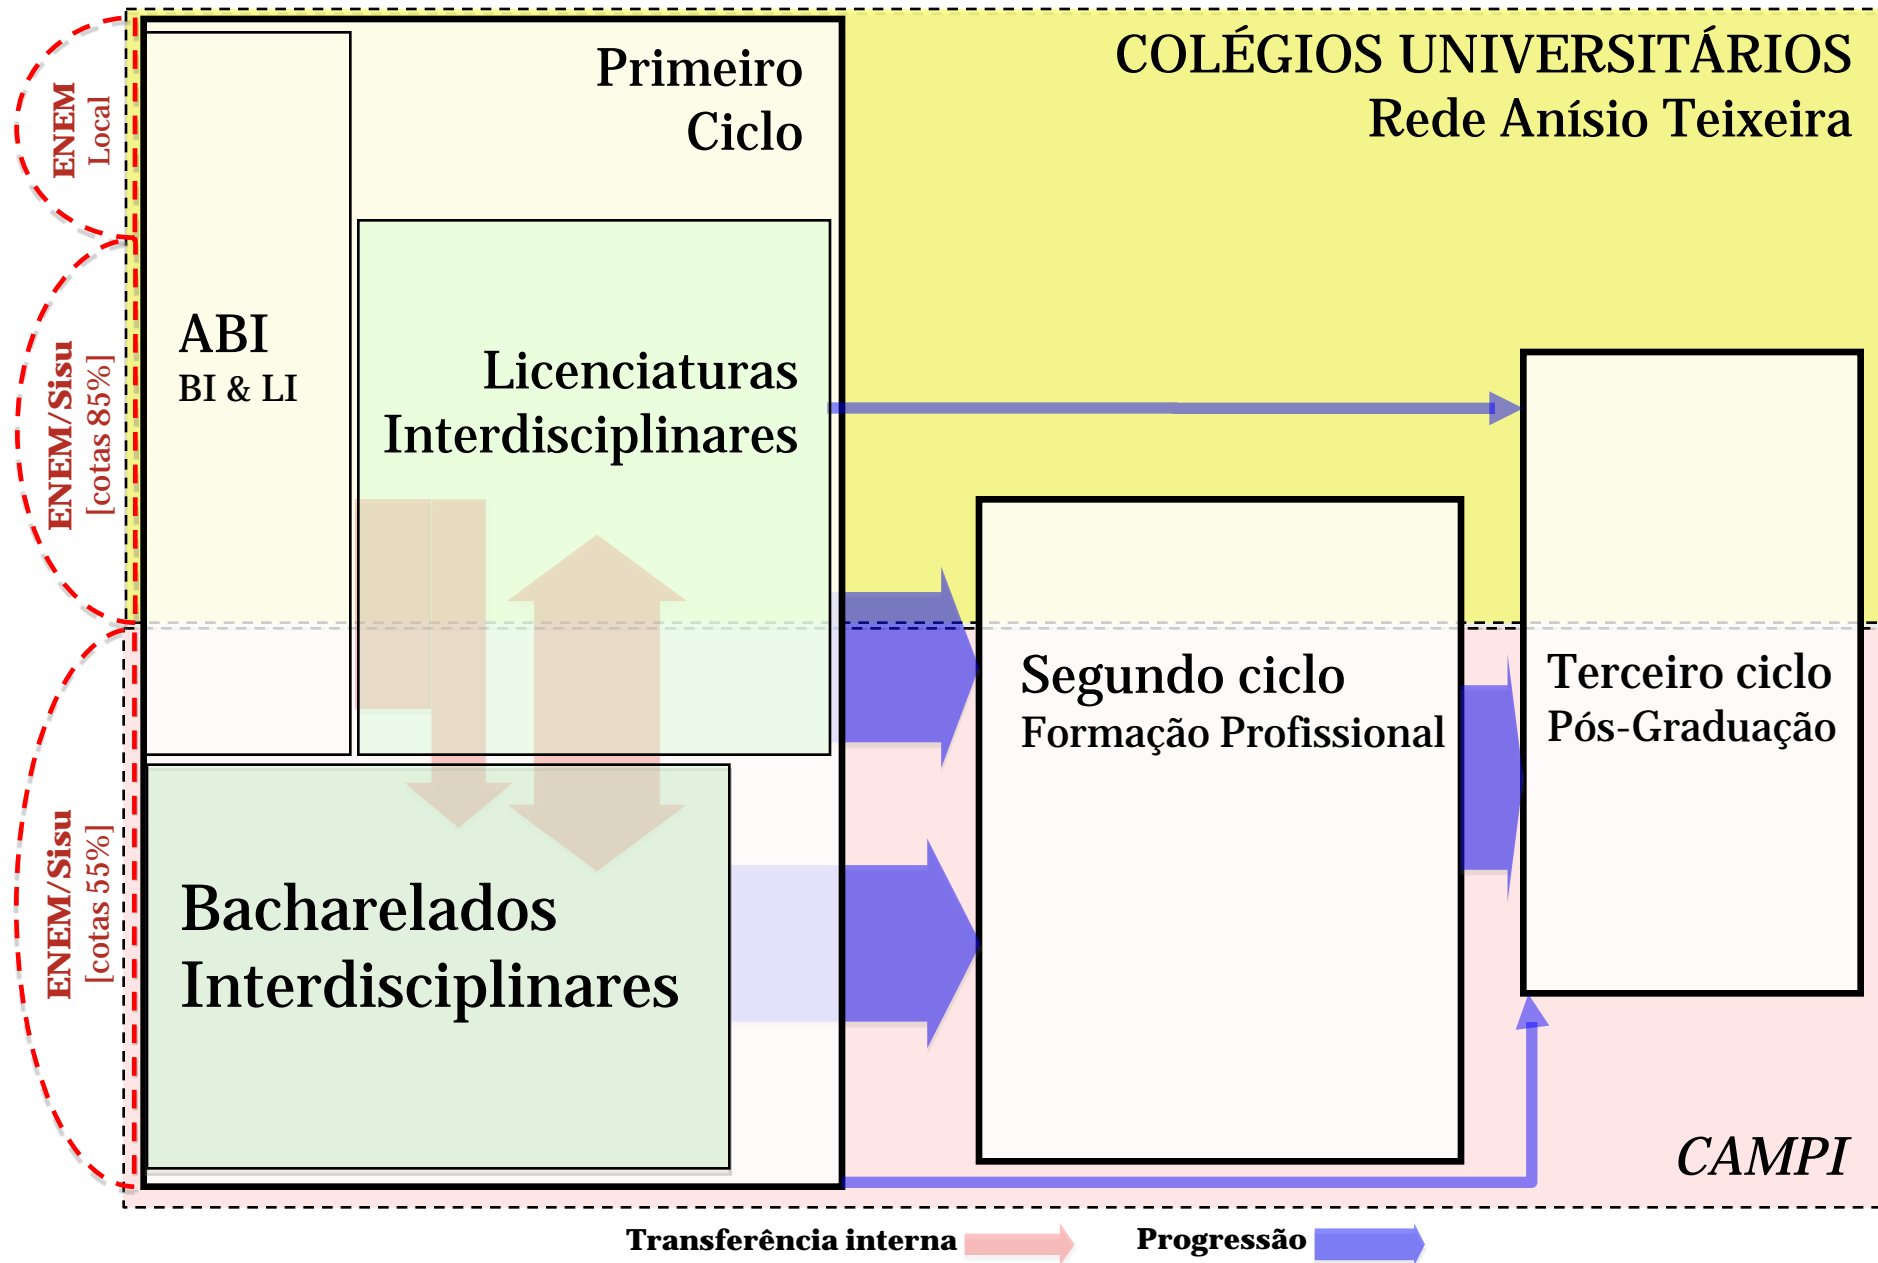 COLÉGIOS UNIVERSITÁRIOS
Rede Anísio Teixeira
Primeiro
Ciclo
ENEM
Local
ENEM/Sisu
[cotas 85%]
ENEM/Sisu
[cotas 55%]
ABI
BI & LI
Licenciaturas
Interdisciplinares
Bacharelados
Interdisciplinares
Segundo ciclo
Formação Profissional
Terceiro ciclo
Pós-Graduação
CAMPI
Transferência interna
Progressão